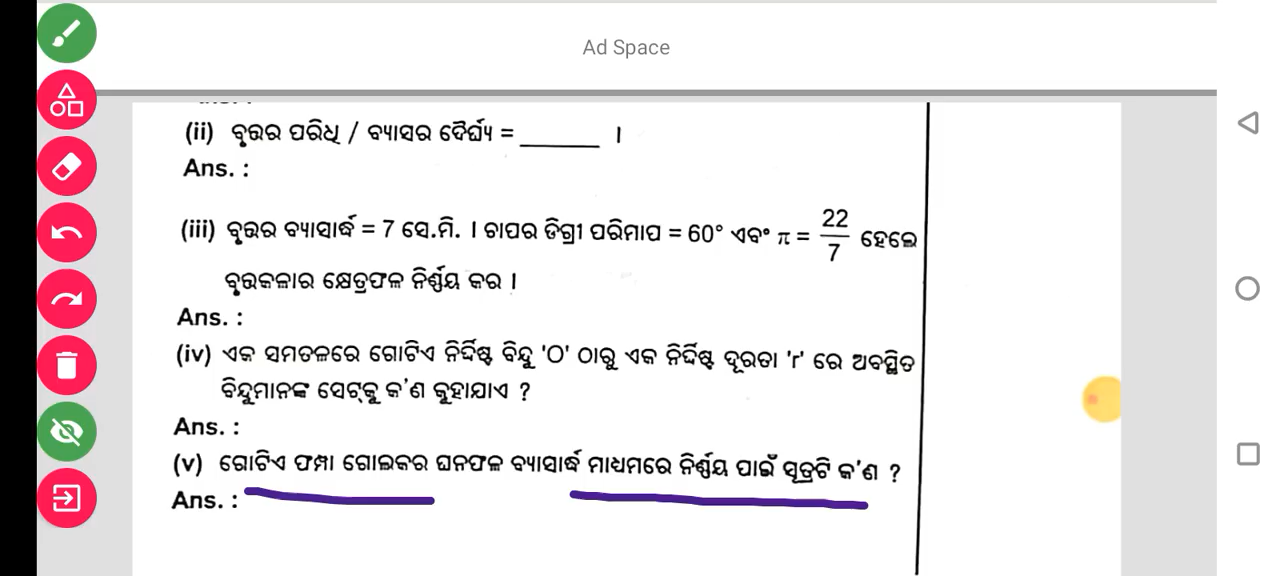 Ad Space
(ii) ବୃତ୍ତର ପରିଧି / ବ୍ୟାସର ଦୈର୍ଘ୍ୟ = ________ ।
Ans. :
(iii) ବୃତ୍ତର ବ୍ୟାସାର୍ଦ୍ଧ = 7 ସେ.ମି. । ଚାପର ଡିଗ୍ରୀ ପରିମାପ = 60° ଏବଂ π = 22/7 ହେଲେ
ବୃତ୍ତକଳାର କ୍ଷେତ୍ରଫଳ ନିର୍ଣ୍ଣୟ କର ।
Ans. :
(iv) ଏକ ସମତଳରେ ଗୋଟିଏ ନିର୍ଦ୍ଦିଷ୍ଟ ବିନ୍ଦୁ 'O' ଠାରୁ ଏକ ନିର୍ଦ୍ଦିଷ୍ଟ ଦୂରତା 'r' ରେ ଅବସ୍ଥିତ
ବିନ୍ଦୁମାନଙ୍କ ସେଟ୍‌କୁ କ'ଣ କୁହାଯାଏ ?
Ans. :
(v) ଗୋଟିଏ ଫମ୍ପା ଗୋଲକର ଘନଫଳ ବ୍ୟାସାର୍ଦ୍ଧ ମାଧ୍ୟମରେ ନିର୍ଣ୍ଣୟ ପାଇଁ ସୂତ୍ରଟି କ'ଣ ?
Ans. :